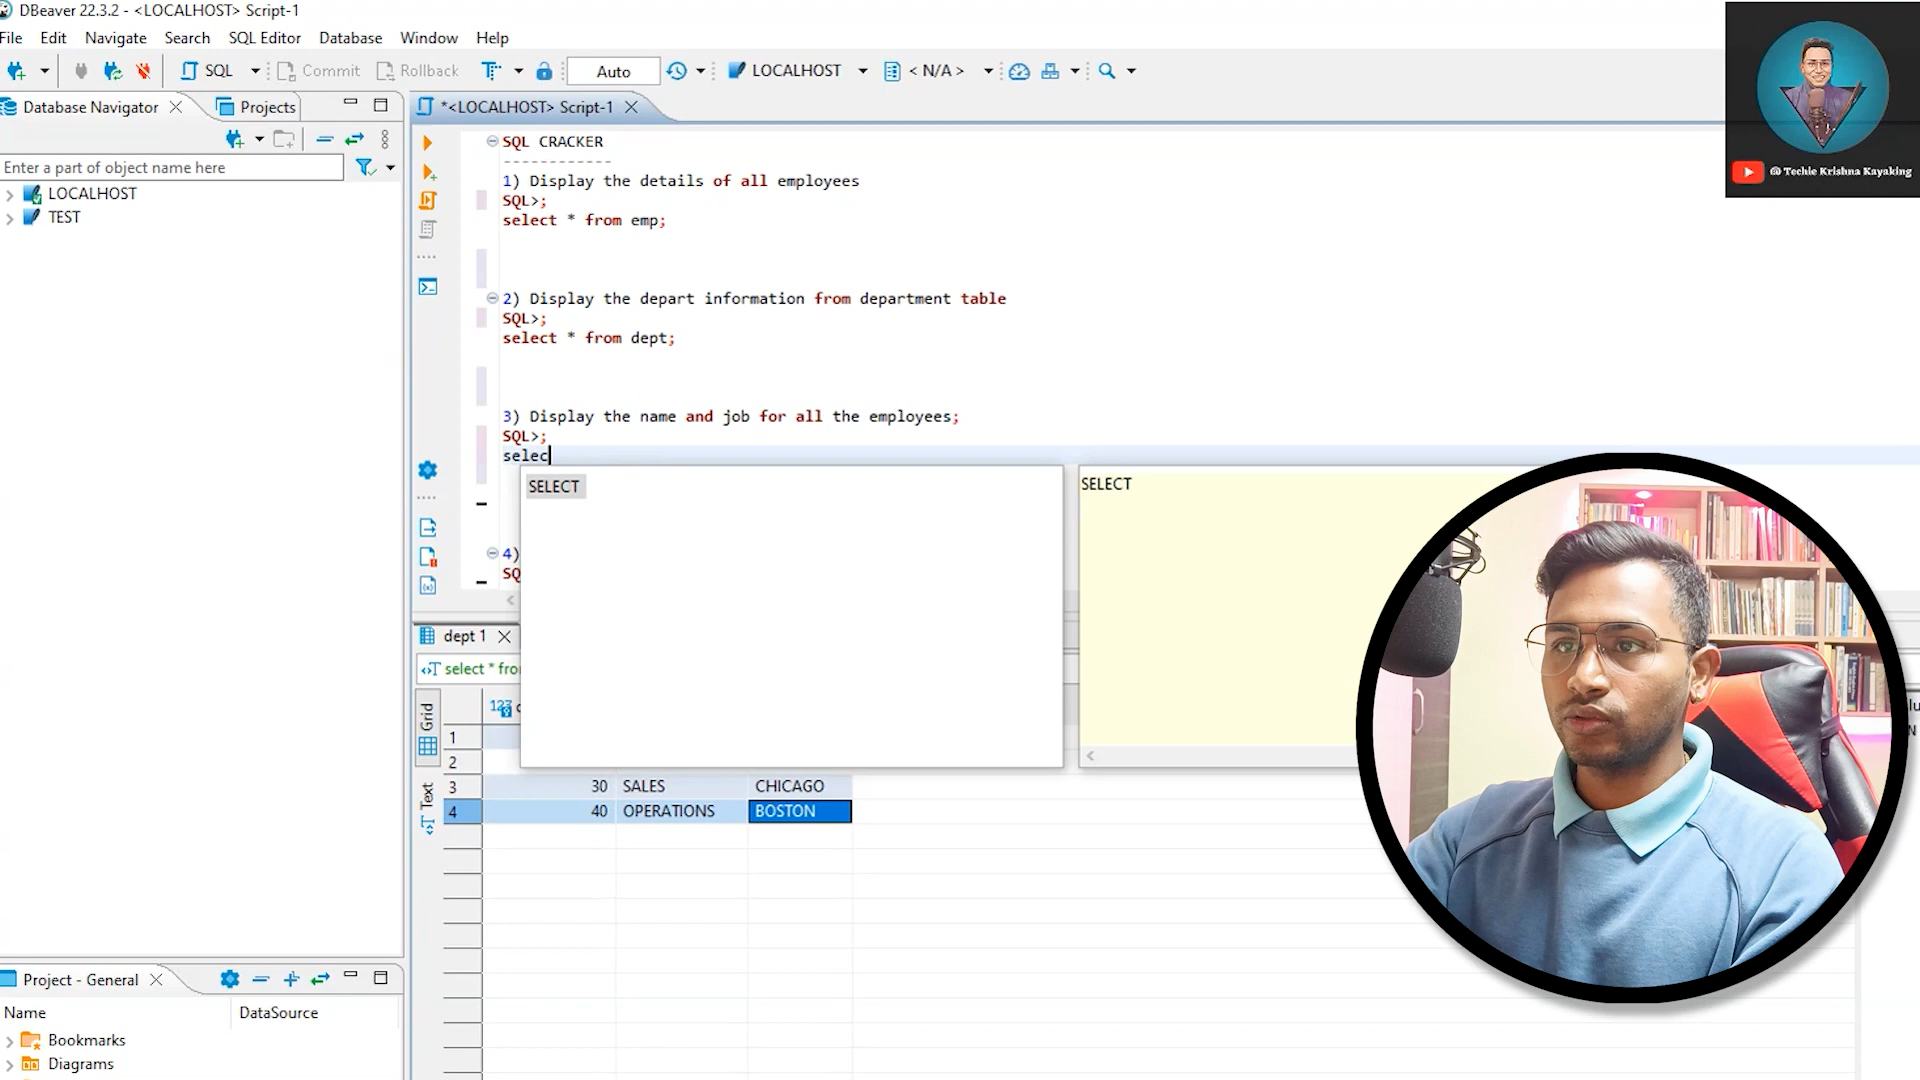 DBeaver 22.3.2 - <LOCALHOST> Script-1
File Edit Navigate Search SQL Editor Database Window Help
SQL Commit Rollback Auto LOCALHOST < N/A >
Database Navigator Projects
*<LOCALHOST> Script-1
Enter a part of object name here
LOCALHOST
TEST
SQL CRACKER
------------
1) Display the details of all employees
SQL>;
select * from emp;
2) Display the depart information from department table
SQL>;
select * from dept;
3) Display the name and job for all the employees;
SQL>;
selec
SELECT
SELECT
4)
SQ
dept 1
select * fro
Grid
Text
123
1
2
3 30 SALES CHICAGO
4 40 OPERATIONS BOSTON
Project - General
Name DataSource
Bookmarks
Diagrams
@ Techie Krishna Kayaking